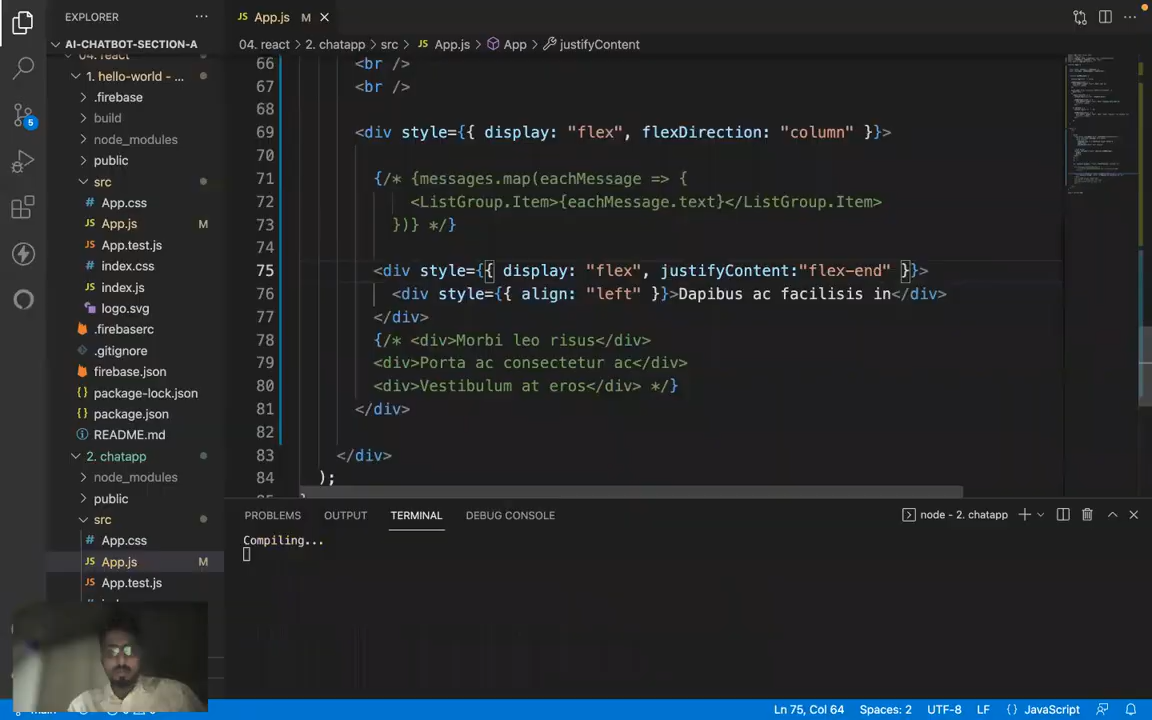 EXPLORER
AI-CHATBOT-SECTION-A
04. react
1. hello-world - ...
.firebase
build
node_modules
public
src
App.css
App.js M
App.test.js
index.css
index.js
logo.svg
.firebaserc
.gitignore
firebase.json
package-lock.json
package.json
README.md
2. chatapp
node_modules
public
src
App.css
App.js M
App.test.js
5
App.js M
04. react > 2. chatapp > src > App.js > App > justifyContent
66 <br />
67 <br />
68
69 <div style={{ display: "flex", flexDirection: "column" }}>
70
71 {/* {messages.map(eachMessage => {
72 <ListGroup.Item>{eachMessage.text}</ListGroup.Item>
73 })} */}
74
75 <div style={{ display: "flex", justifyContent:"flex-end" }}>
76 <div style={{ align: "left" }}>Dapibus ac facilisis in</div>
77 </div>
78 {/* <div>Morbi leo risus</div>
79 <div>Porta ac consectetur ac</div>
80 <div>Vestibulum at eros</div> */}
81 </div>
82
83 </div>
84 );
PROBLEMS OUTPUT TERMINAL DEBUG CONSOLE
node - 2. chatapp
Compiling...
Ln 75, Col 64 Spaces: 2 UTF-8 LF {} JavaScript